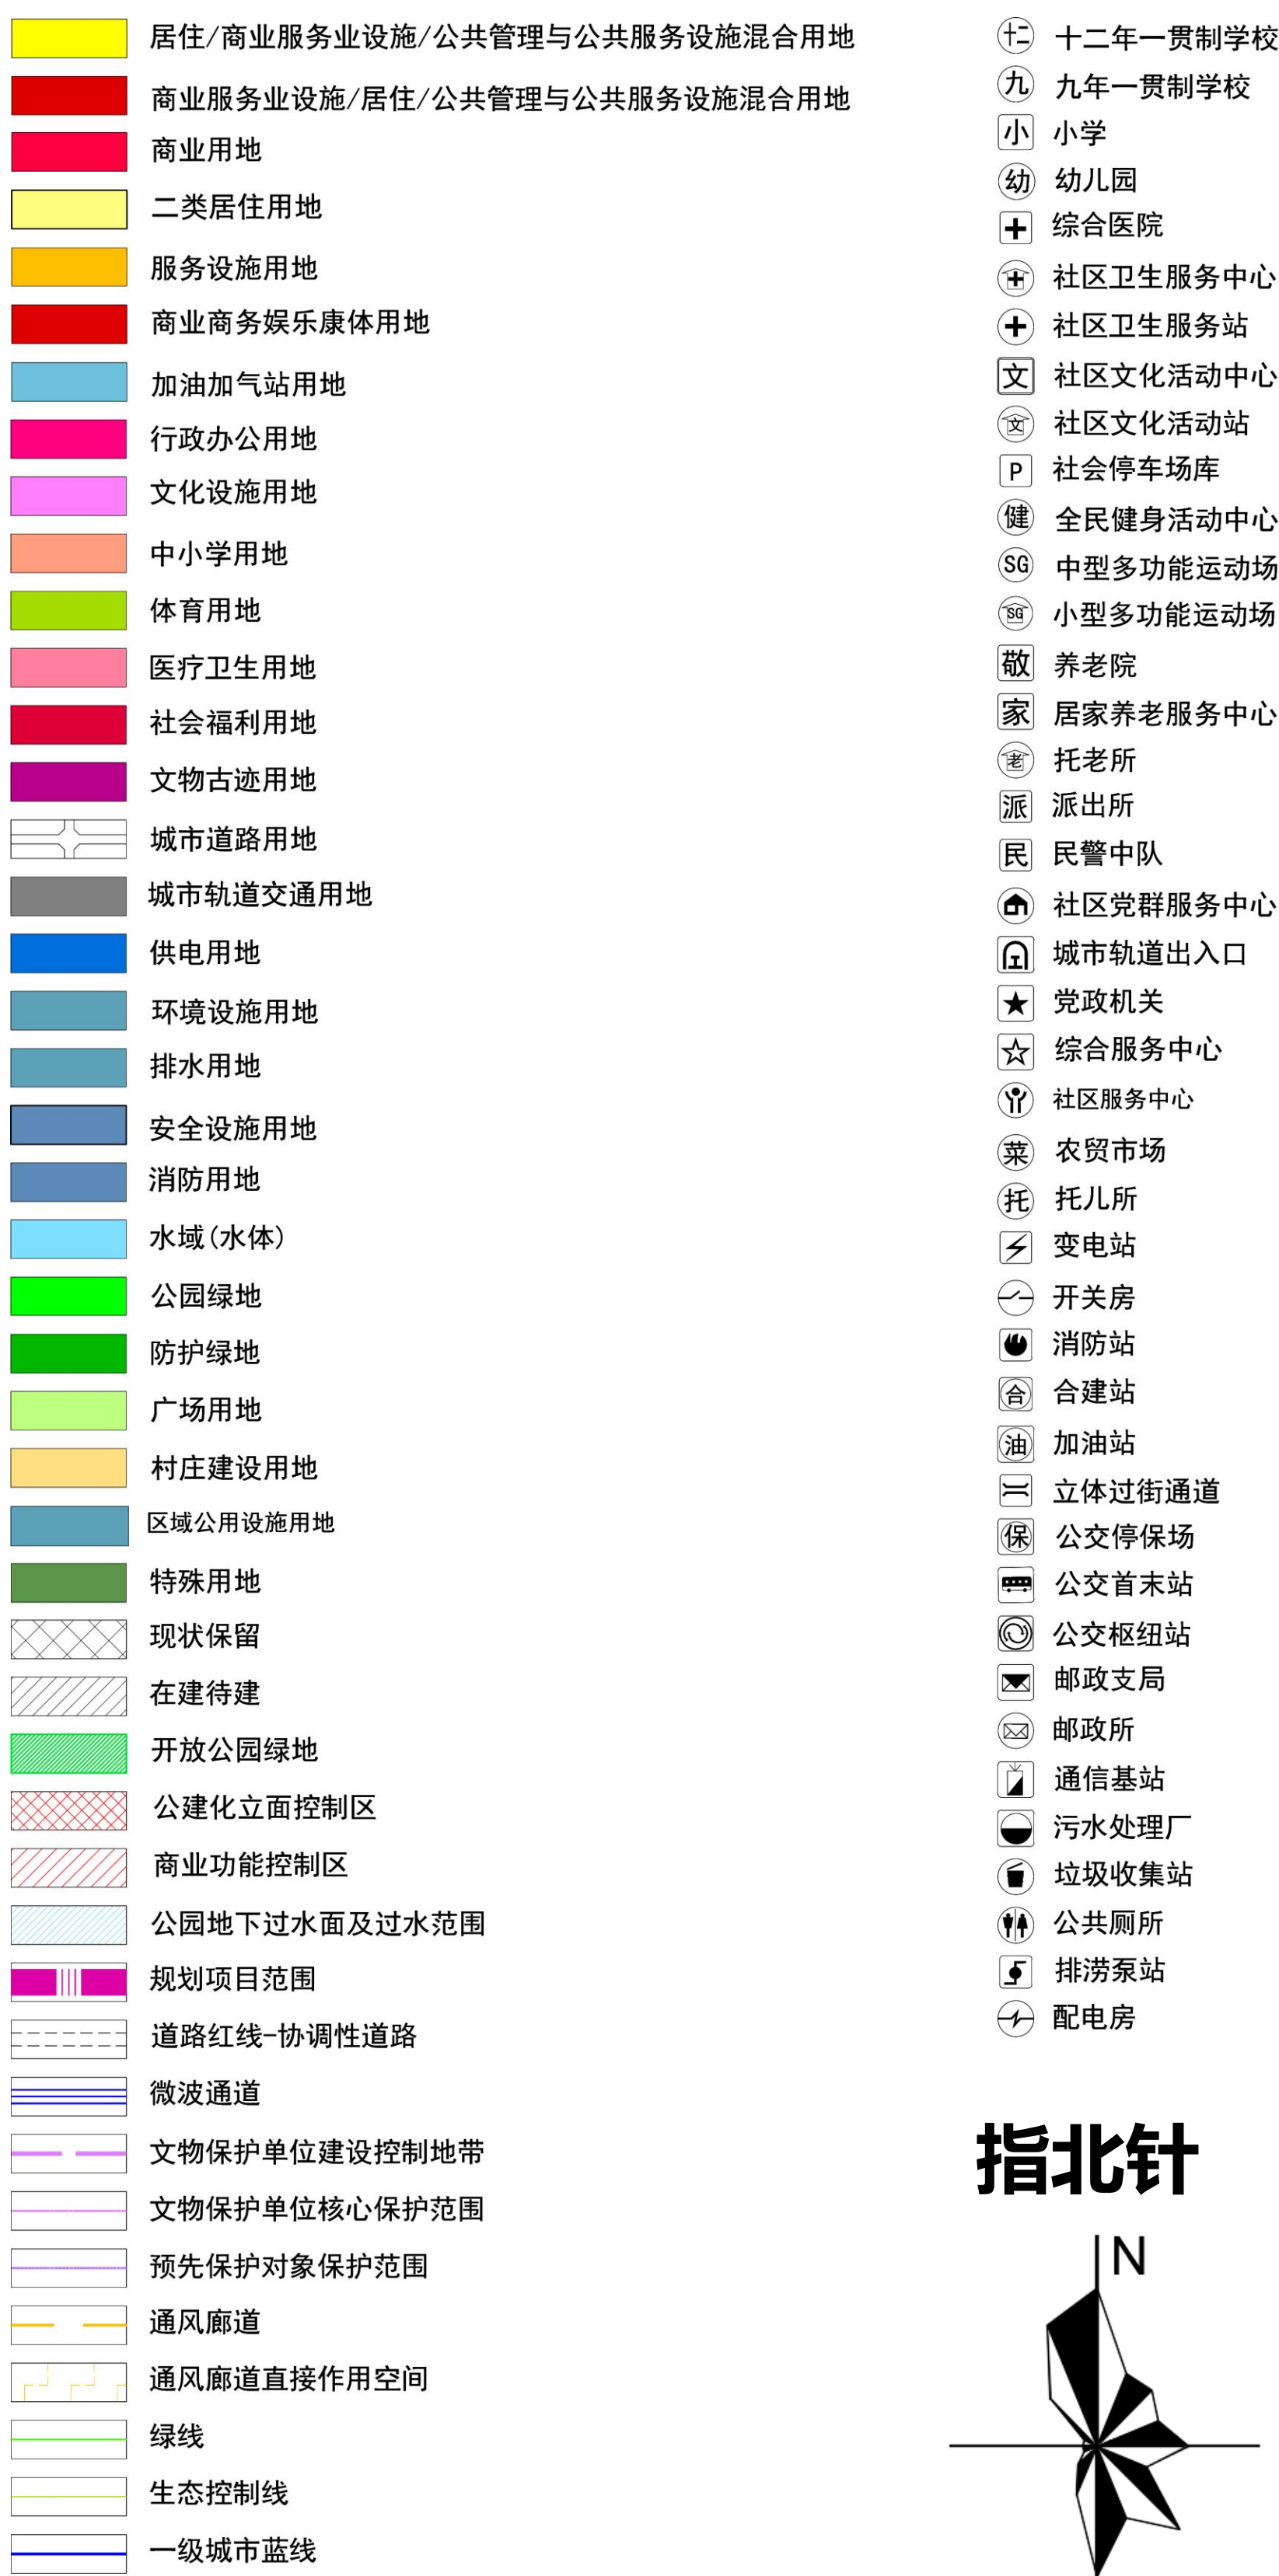 居住/商业服务业设施/公共管理与公共服务设施混合用地
商业服务业设施/居住/公共管理与公共服务设施混合用地
商业用地
二类居住用地
服务设施用地
商业商务娱乐康体用地
加油加气站用地
行政办公用地
文化设施用地
中小学用地
体育用地
医疗卫生用地
社会福利用地
文物古迹用地
城市道路用地
城市轨道交通用地
供电用地
环境设施用地
排水用地
安全设施用地
消防用地
水域(水体)
公园绿地
防护绿地
广场用地
村庄建设用地
区域公用设施用地
特殊用地
现状保留
在建待建
开放公园绿地
公建化立面控制区
商业功能控制区
公园地下过水面及过水范围
规划项目范围
道路红线-协调性道路
微波通道
文物保护单位建设控制地带
文物保护单位核心保护范围
预先保护对象保护范围
通风廊道
通风廊道直接作用空间
绿线
生态控制线
一级城市蓝线
十二 十二年一贯制学校
九 九年一贯制学校
小 小学
幼 幼儿园
综合医院
社区卫生服务中心
社区卫生服务站
文 社区文化活动中心
文 社区文化活动站
P 社会停车场库
健 全民健身活动中心
SG 中型多功能运动场
SG 小型多功能运动场
敬 养老院
家 居家养老服务中心
老 托老所
派 派出所
民 民警中队
社区党群服务中心
城市轨道出入口
党政机关
综合服务中心
社区服务中心
菜 农贸市场
托 托儿所
变电站
开关房
消防站
合 合建站
油 加油站
立体过街通道
保 公交停保场
公交首末站
公交枢纽站
邮政支局
邮政所
通信基站
污水处理厂
垃圾收集站
公共厕所
排涝泵站
配电房
指北针
N